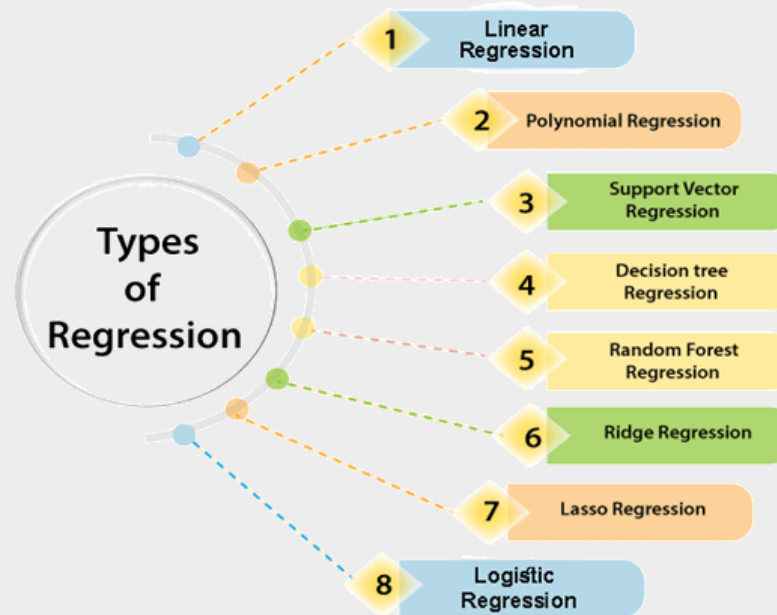 Types
of
Regression
1
Linear
Regression
2
Polynomial Regression
3
Support Vector
Regression
4
Decision tree
Regression
5
Random Forest
Regression
6
Ridge Regression
7
Lasso Regression
8
Logistic
Regression